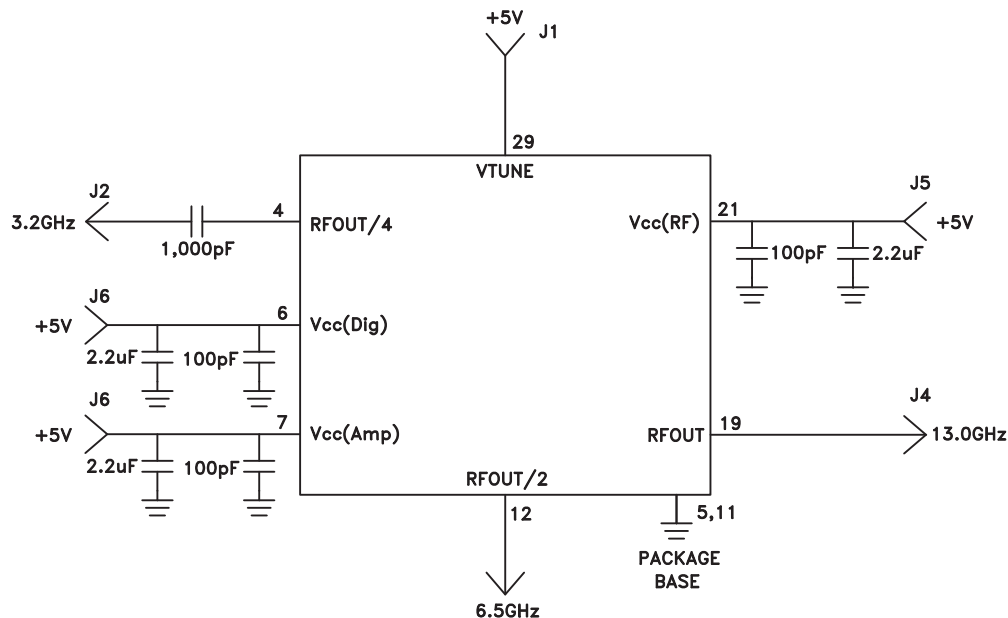 +5V
J1
29
VTUNE
J2
3.2GHz
1,000pF
4
RFOUT/4
Vcc(RF)
21
J5
+5V
100pF
2.2uF
J6
+5V
6
Vcc(Dig)
2.2uF
100pF
J6
+5V
7
Vcc(Amp)
2.2uF
100pF
RFOUT
19
J4
13.0GHz
RFOUT/2
12
5,11
PACKAGE
BASE
6.5GHz